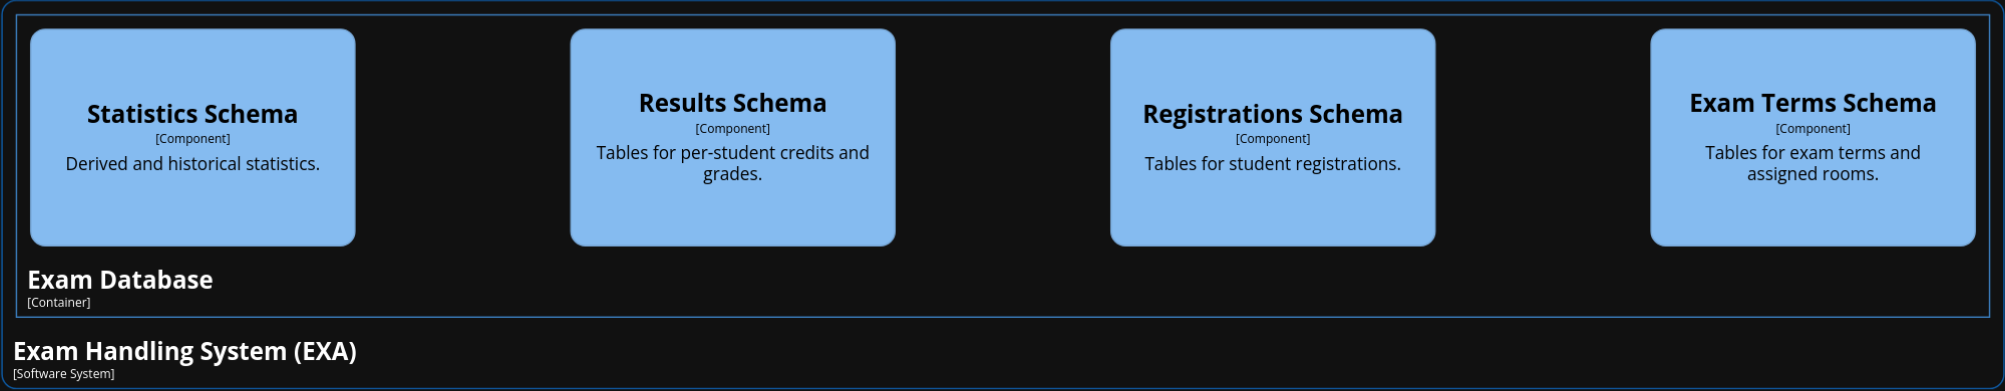 Statistics Schema
[Component]
Derived and historical statistics.
Results Schema
[Component]
Tables for per-student credits and
grades.
Registrations Schema
[Component]
Tables for student registrations.
Exam Terms Schema
[Component]
Tables for exam terms and
assigned rooms.
Exam Database
[Container]
Exam Handling System (EXA)
[Software System]